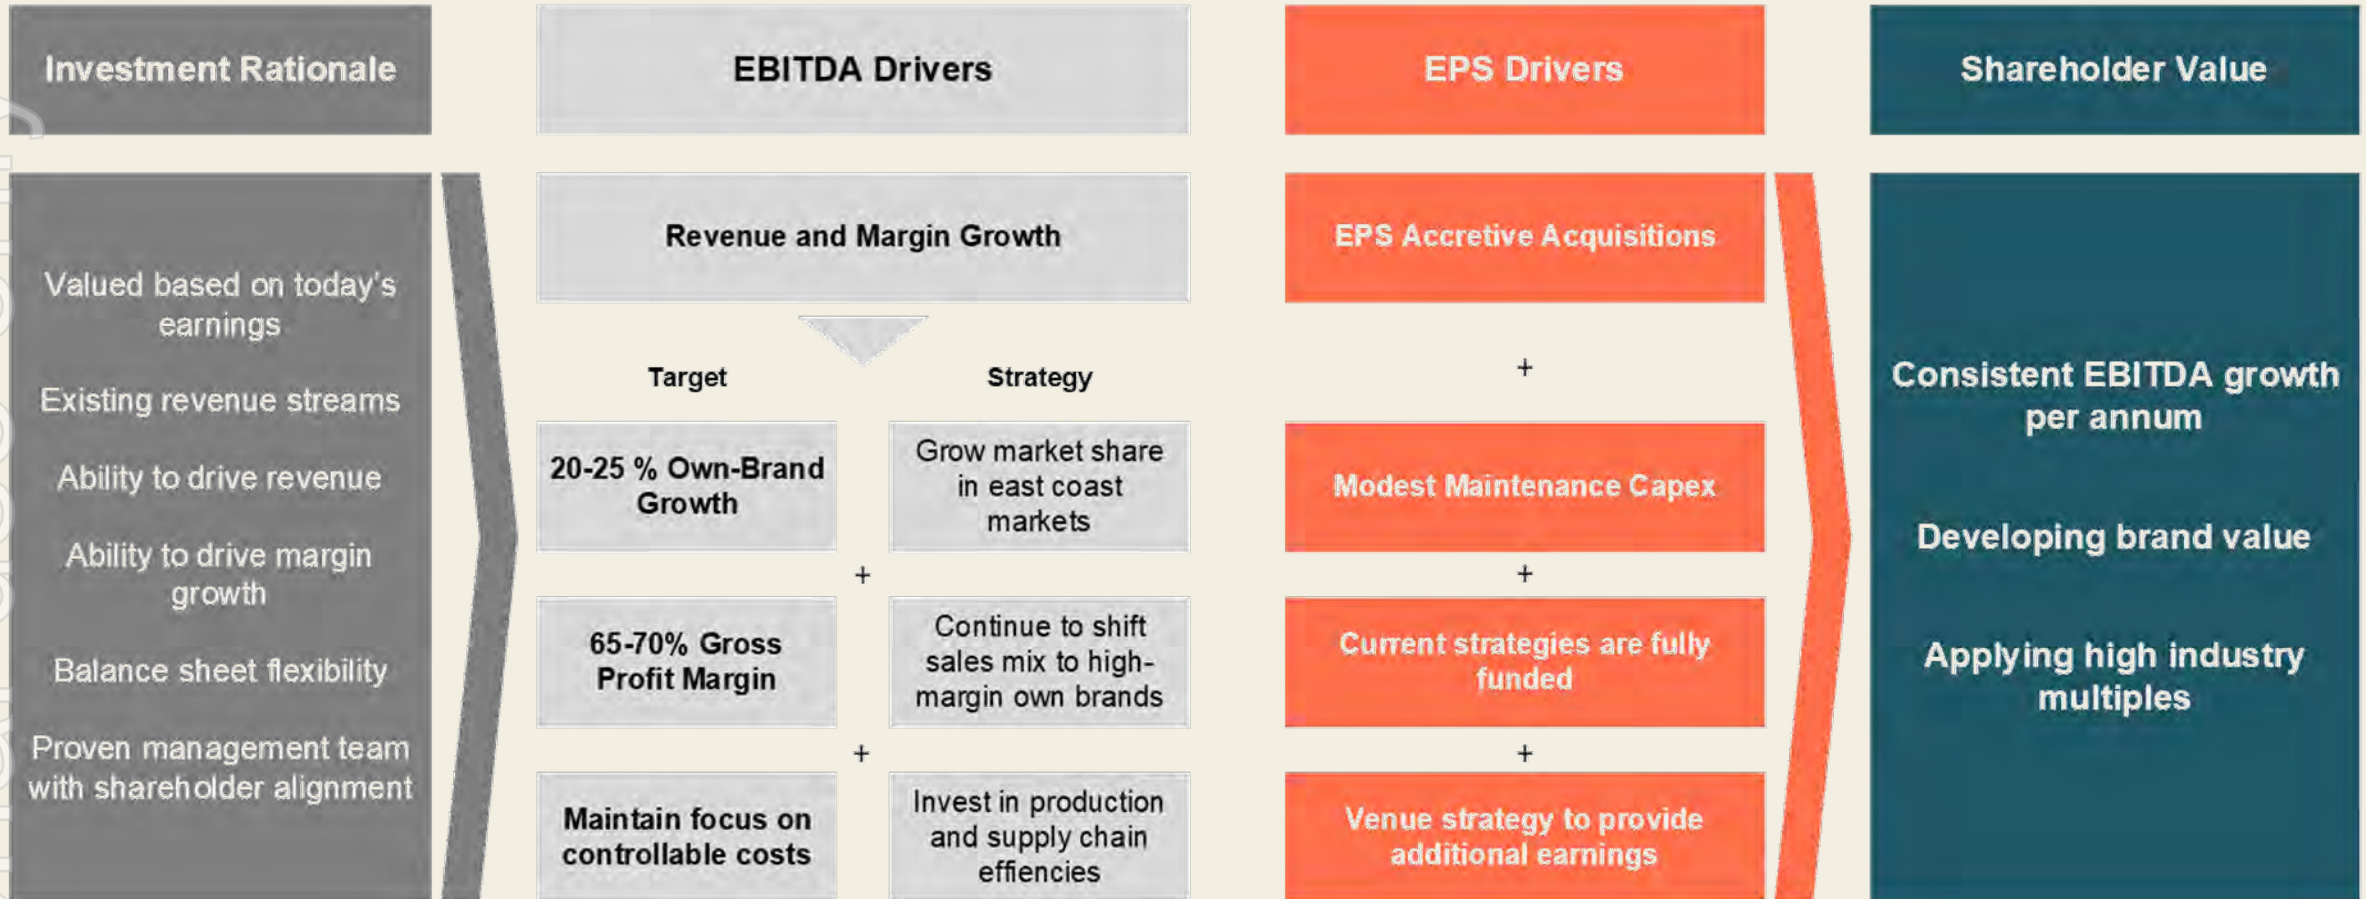 Investment Rationale
EBITDA Drivers
EPS Drivers
Shareholder Value
Valued based on today's
earnings
Existing revenue streams
Ability to drive revenue
Ability to drive margin
growth
Balance sheet flexibility
Proven management team
with shareholder alignment
Revenue and Margin Growth
Target
Strategy
20-25 % Own-Brand
Growth
Grow market share
in east coast
markets
+
65-70% Gross
Profit Margin
Continue to shift
sales mix to high-
margin own brands
+
Maintain focus on
controllable costs
Invest in production
and supply chain
effiencies
EPS Accretive Acquisitions
+
Modest Maintenance Capex
+
Current strategies are fully
funded
+
Venue strategy to provide
additional earnings
Consistent EBITDA growth
per annum
Developing brand value
Applying high industry
multiples